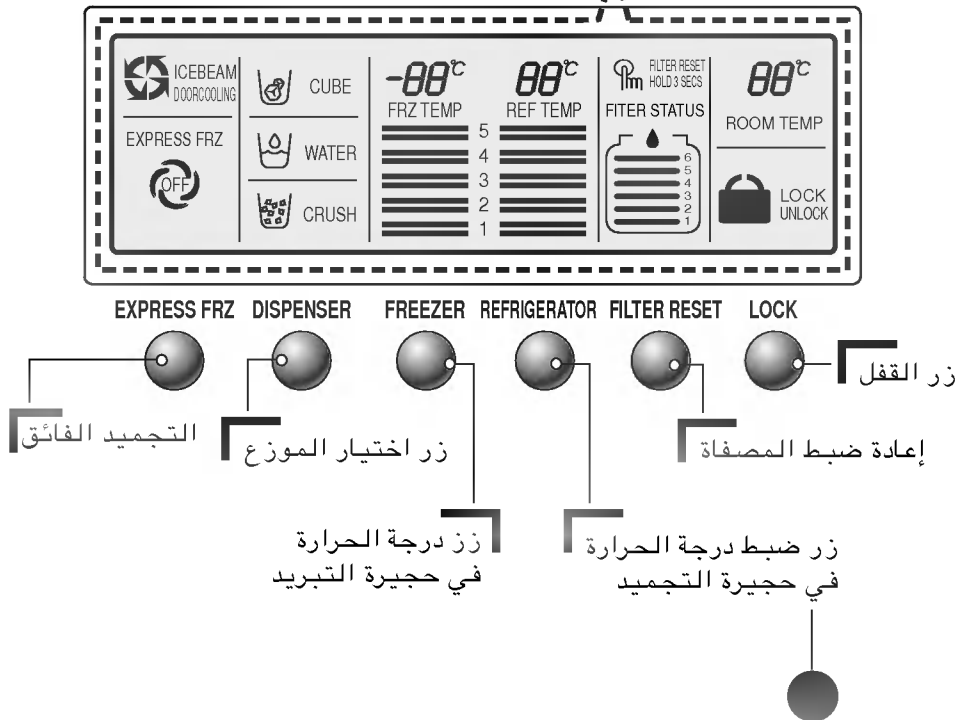 ICEBEAM
DOORCOOLING
EXPRESS FRZ
OFF
CUBE
WATER
CRUSH
-88°C
FRZ TEMP
88°C
REF TEMP
5
4
3
2
1
FILTER RESET
HOLD 3 SECS
FITER STATUS
6
5
4
3
2
1
88°C
ROOM TEMP
LOCK
UNLOCK
EXPRESS FRZ DISPENSER FREEZER REFRIGERATOR FILTER RESET LOCK
زر القفل
إعادة ضبط المصفاة
زر اختيار الموزع
التجميد الفائق
زر ضبط درجة الحرارة
في حجيرة التجميد
زز درجة الحرارة
في حجيرة التبريد